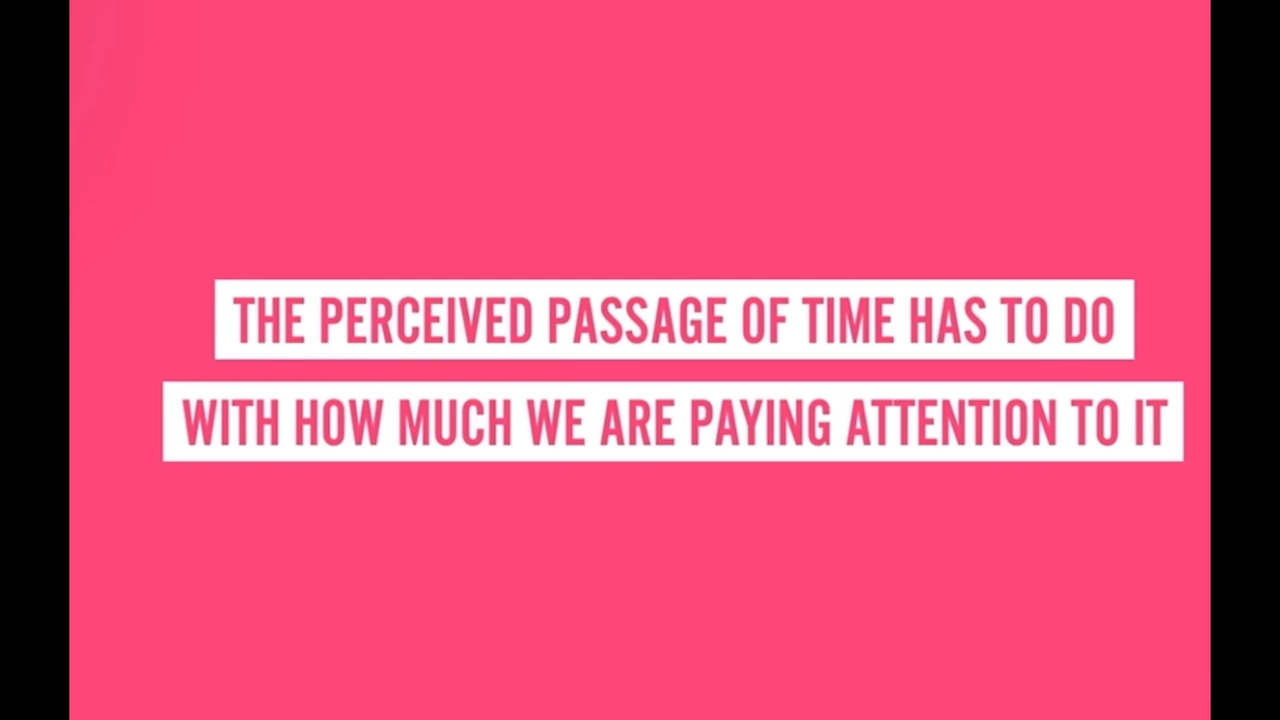 THE PERCEIVED PASSAGE OF TIME HAS TO DO
WITH HOW MUCH WE ARE PAYING ATTENTION TO IT